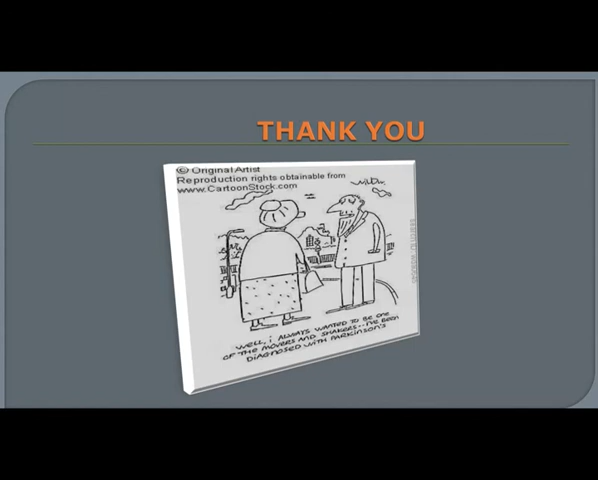 THANK YOU
© Original Artist
Reproduction rights obtainable from
www.CartoonStock.com
WELL, I ALWAYS WANTED TO BE ONE
OF THE MOVERS AND SHAKERS... I'VE BEEN
DIAGNOSED WITH PARKINSON'S